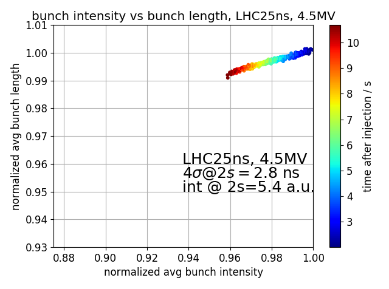 bunch intensity vs bunch length, LHC25ns, 4.5MV
1.01
1.00
0.99
0.98
0.97
0.96
0.95
0.94
0.93
normalized avg bunch length
LHC25ns, 4.5MV
4σ@2s = 2.8 ns
int @ 2s=5.4 a.u.
0.88 0.90 0.92 0.94 0.96 0.98 1.00
normalized avg bunch intensity
10
9
8
7
6
5
4
3
time after injection / s